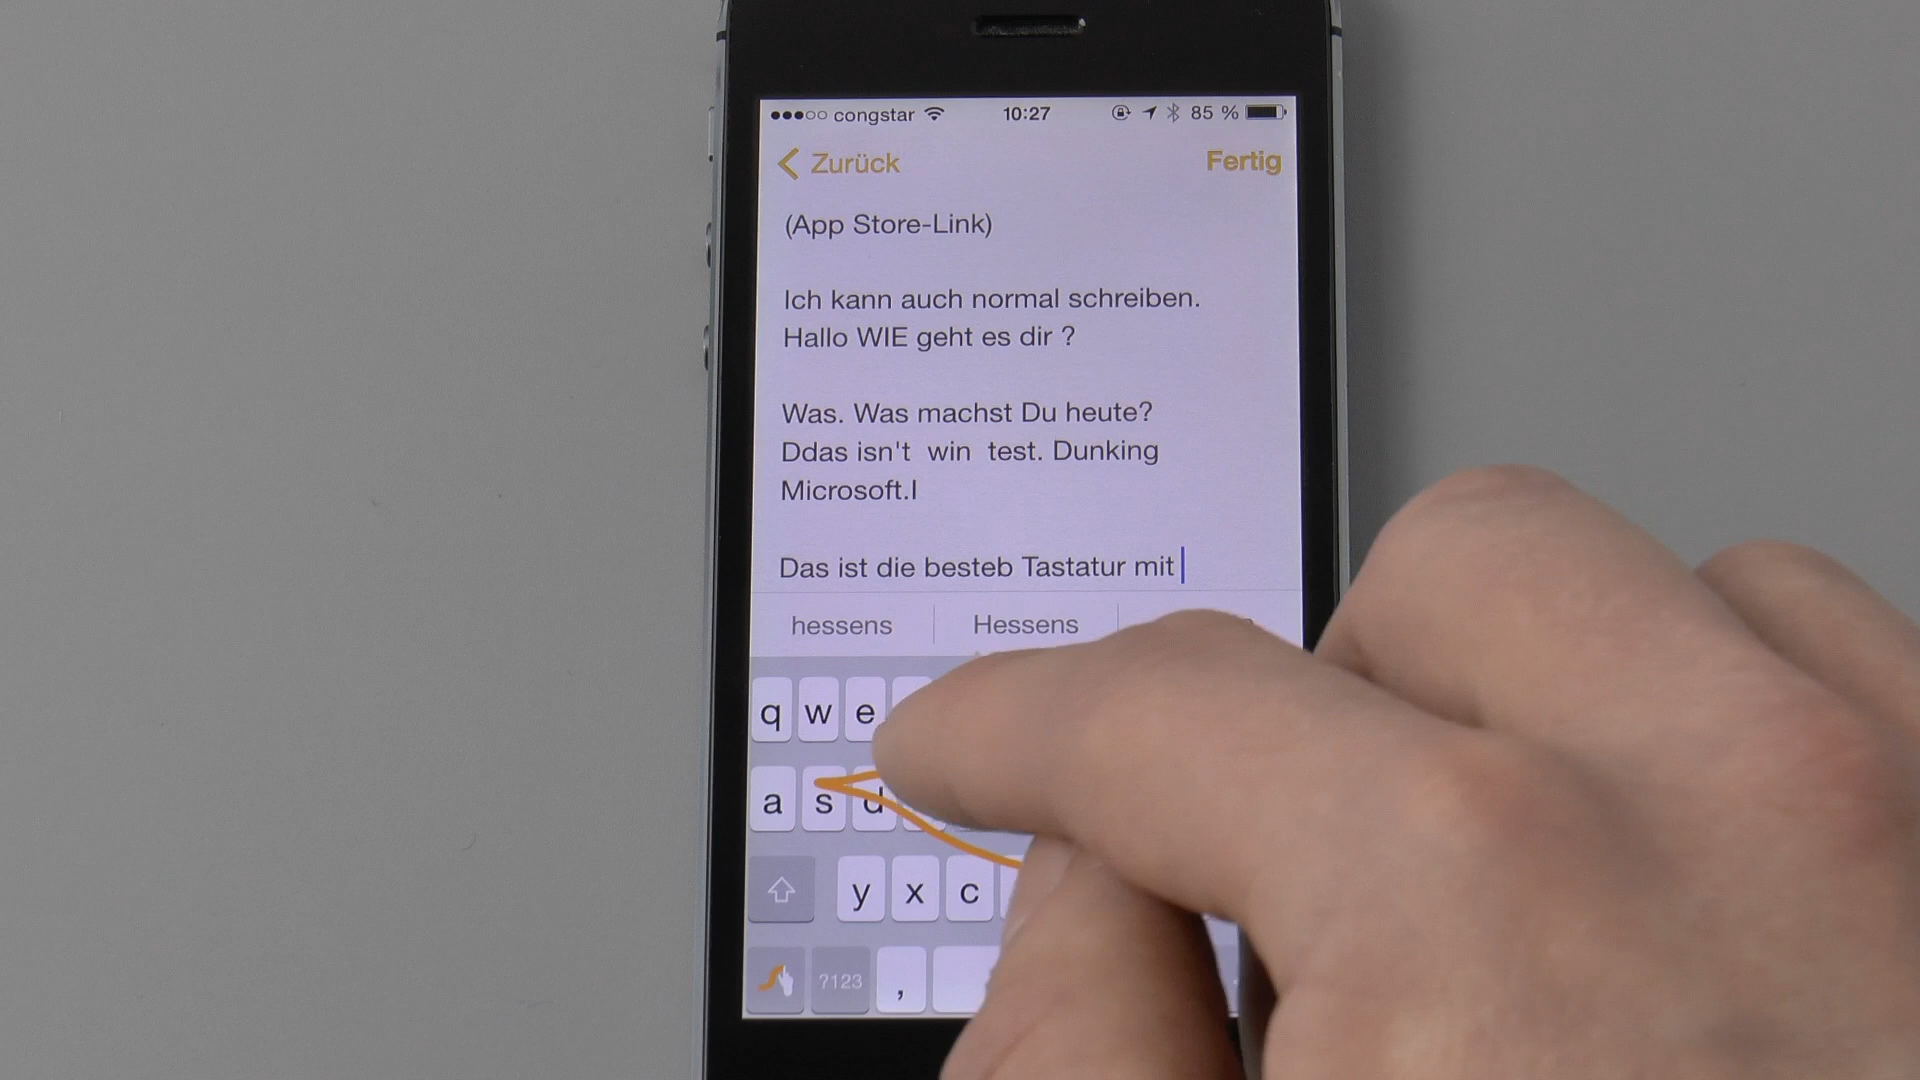 congstar 10:27 85 %
Zurück Fertig
(App Store-Link)
Ich kann auch normal schreiben.
Hallo WIE geht es dir ?
Was. Was machst Du heute?
Ddas isn't win test. Dunking
Microsoft.I
Das ist die besteb Tastatur mit
hessens Hessens
q w e
a s d
y x c
?123 ,